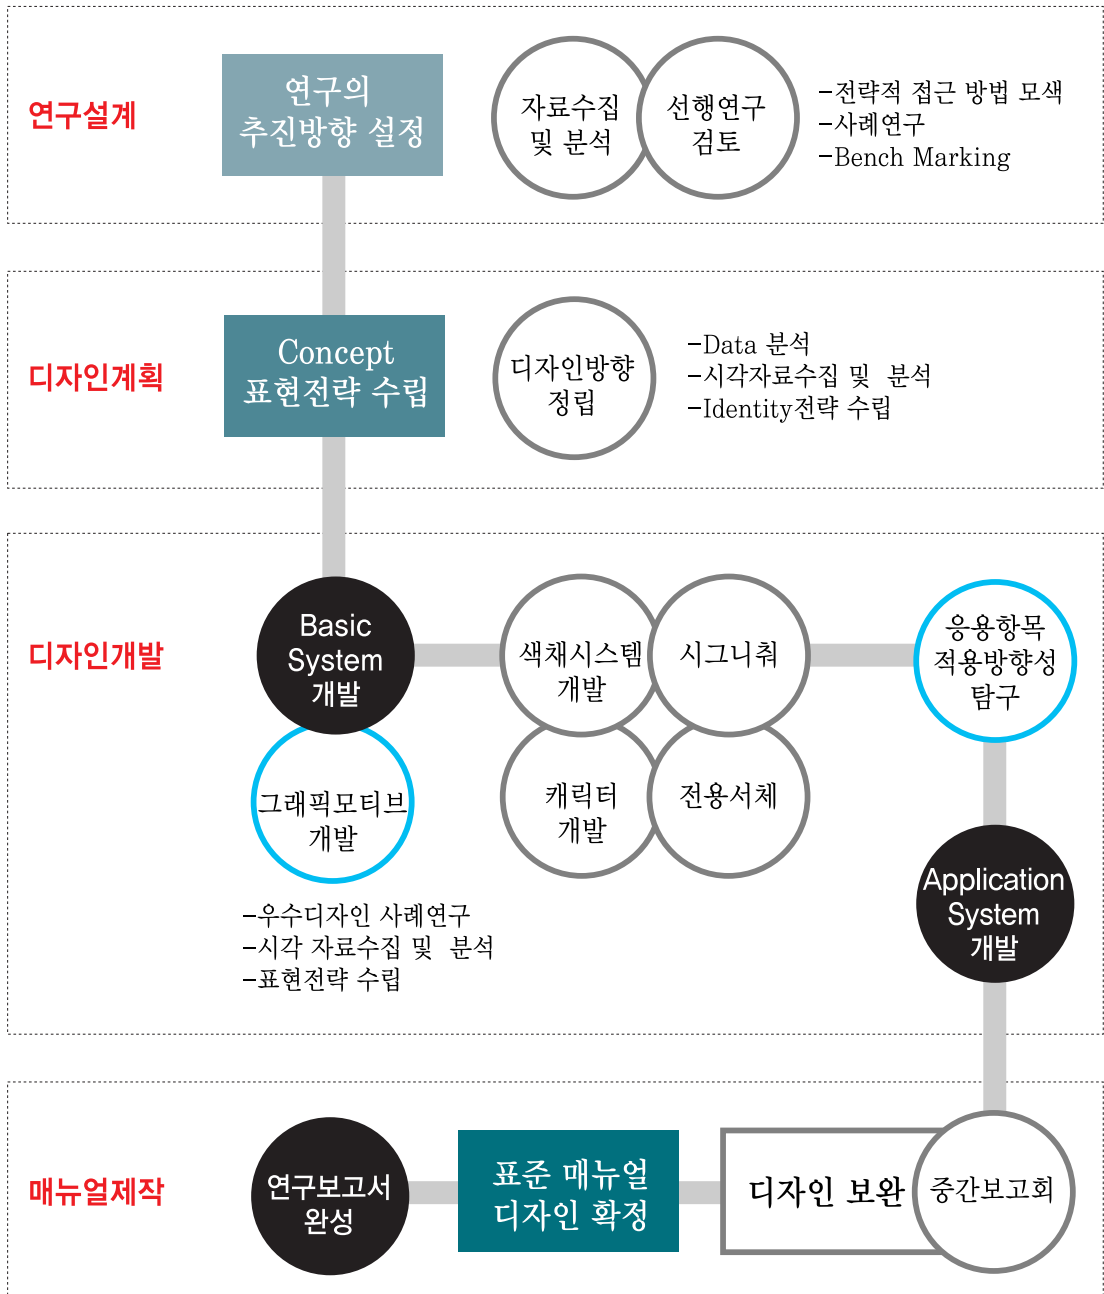 연구설계
연구의
추진방향 설정
자료수집
및 분석
선행연구
검토
-전략적 접근 방법 모색
-사례연구
-Bench Marking
디자인계획
Concept
표현전략 수립
디자인방향
정립
-Data 분석
-시각자료수집 및 분석
-Identity전략 수립
디자인개발
Basic
System
개발
색채시스템
개발
시그니춰
응용항목
적용방향성
탐구
그래픽모티브
개발
캐릭터
개발
전용서체
-우수디자인 사례연구
-시각 자료수집 및 분석
-표현전략 수립
Application
System
개발
매뉴얼제작
연구보고서
완성
표준 매뉴얼
디자인 확정
디자인 보완
중간보고회